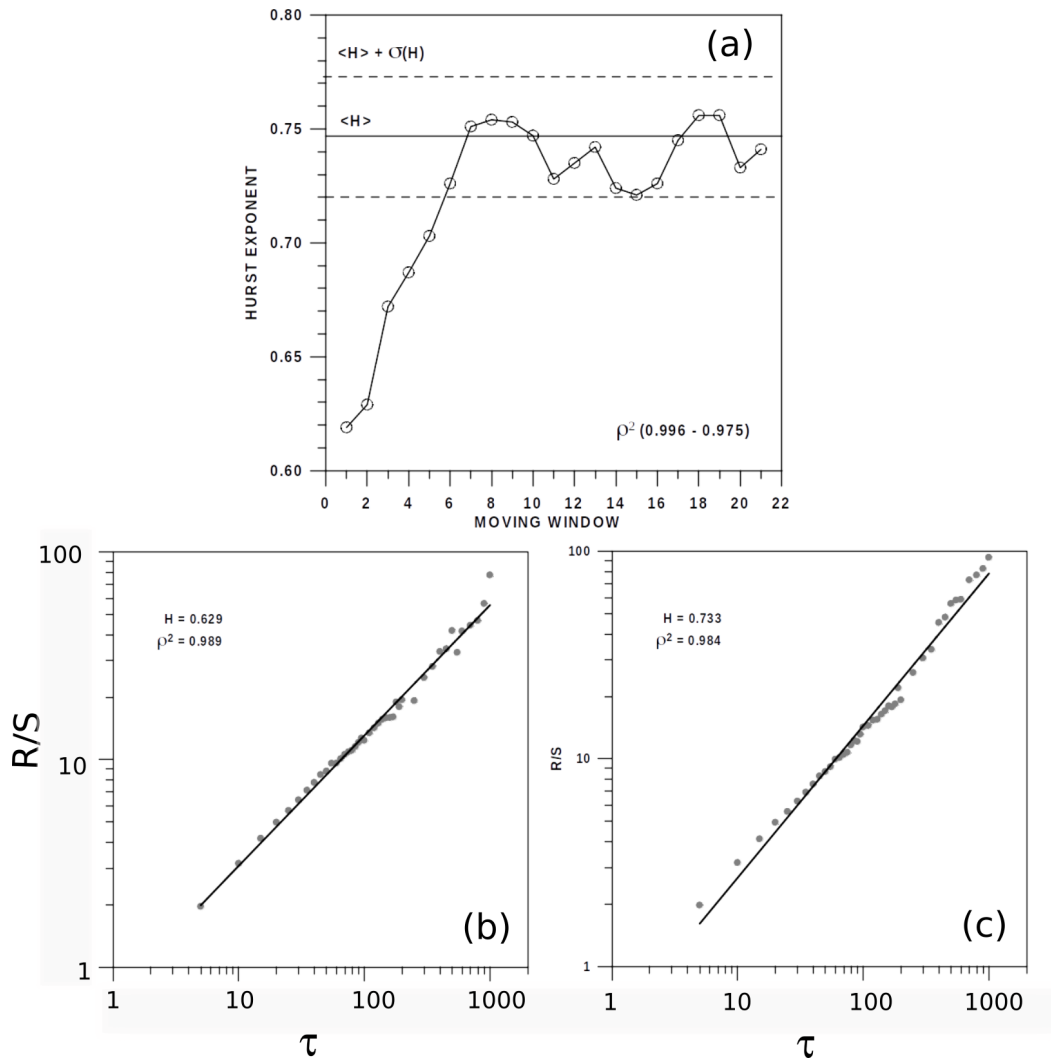 0.80
(a)
<H> + σ(H)
<H>
0.75
0.70
0.65
0.60
HURST EXPONENT
ρ² (0.996 - 0.975)
0 2 4 6 8 10 12 14 16 18 20 22
MOVING WINDOW
100
H = 0.629
ρ² = 0.989
R/S
10
(b)
1
1 10 100 1000
τ
100
H = 0.733
ρ² = 0.984
R/S
10
(c)
1
1 10 100 1000
τ